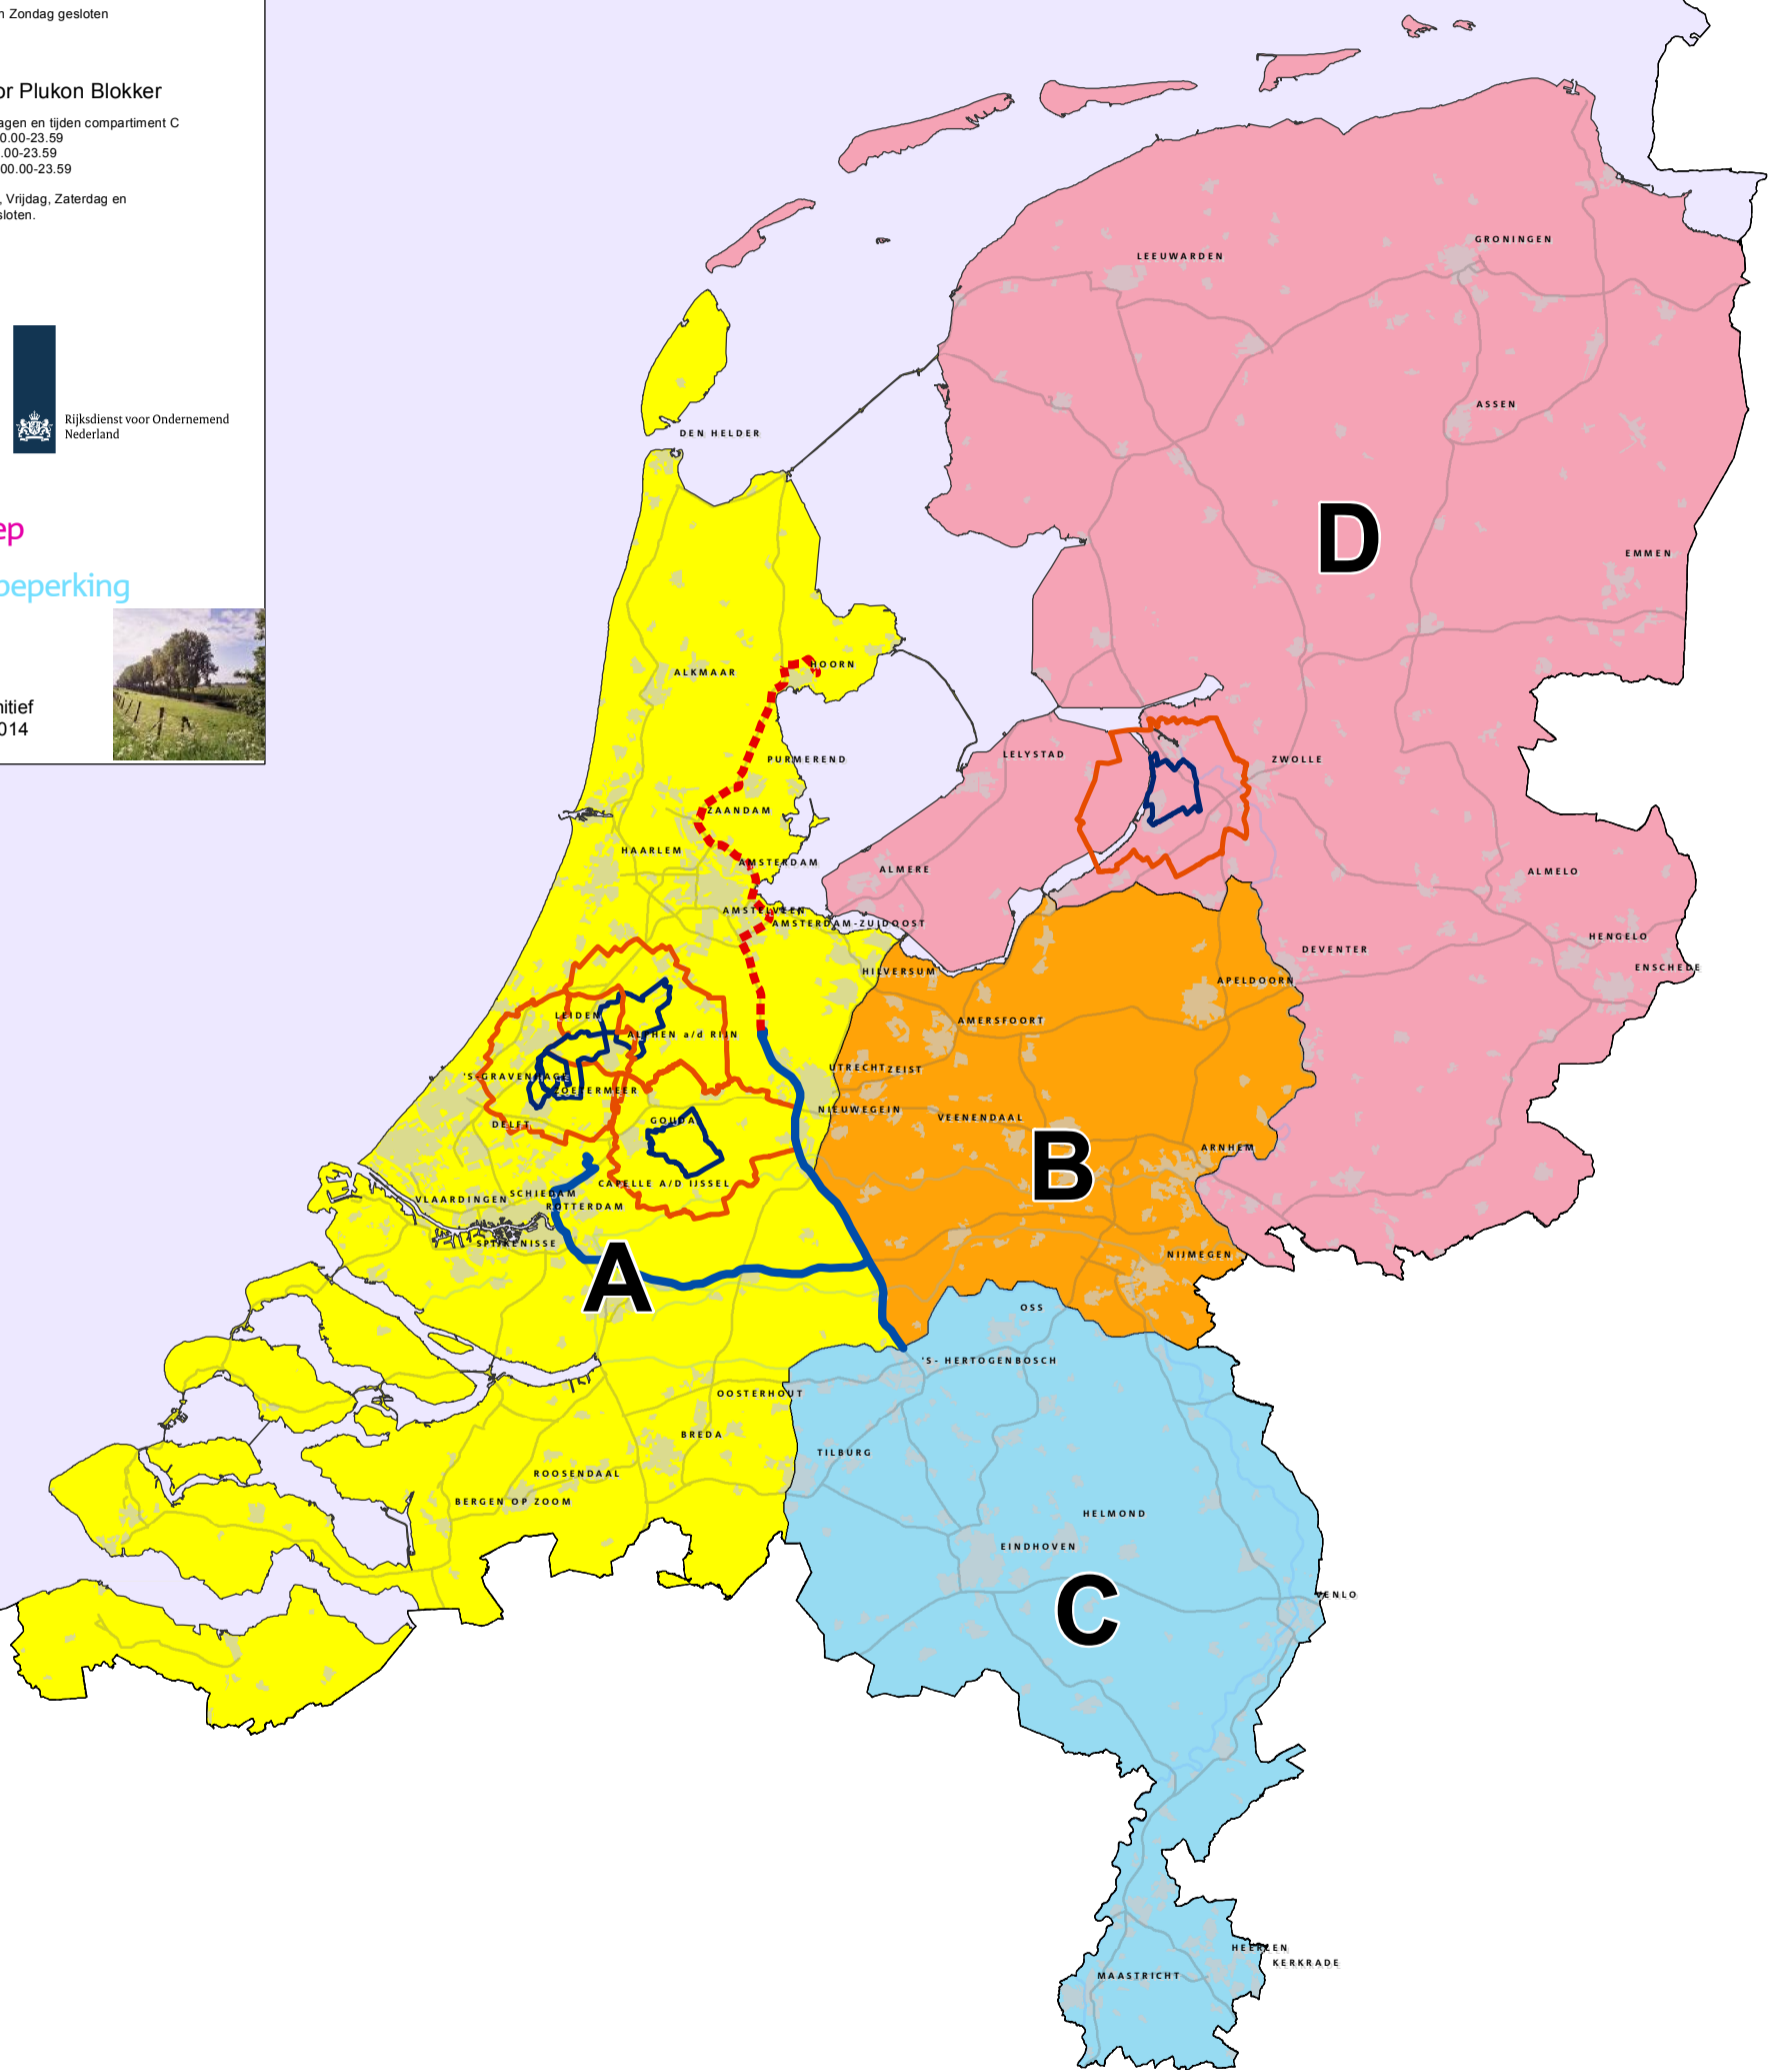 n Zondag gesloten
or Plukon Blokker
agen en tijden compartiment C
0.00-23.59
.00-23.59
00.00-23.59
, Vrijdag, Zaterdag en
sloten.
Rijksdienst voor Ondernemend
Nederland
ep
beperking
nitief
014
GRONINGEN
LEEUWARDEN
ASSEN
DEN HELDER
D
EMMEN
HOORN
ALKMAAR
LELYSTAD
PURMEREND
ZWOLLE
ZAANDAM
HAARLEM
AMSTERDAM
ALMERE
ALMELO
AMSTELVEEN
AMSTERDAM-ZUIDOOST
HENGELO
DEVENTER
ENSCHEDE
HILVERSUM
APELDOORN
LEIDEN
AMERSFOORT
ALPHEN a/d RIJN
UTRECHT
ZEIST
'S-GRAVENHAGE
ZOETERMEER
NIEUWEGEIN
VEENENDAAL
GOUDA
DELFT
ARNHEM
B
CAPELLE A/D IJSSEL
SCHIEDAM
VLAARDINGEN
ROTTERDAM
SPIJKENISSE
NIJMEGEN
A
OSS
'S- HERTOGENBOSCH
OOSTERHOUT
BREDA
TILBURG
ROOSENDAAL
BERGEN OP ZOOM
HELMOND
EINDHOVEN
VENLO
C
HEERLEN
KERKRADE
MAASTRICHT